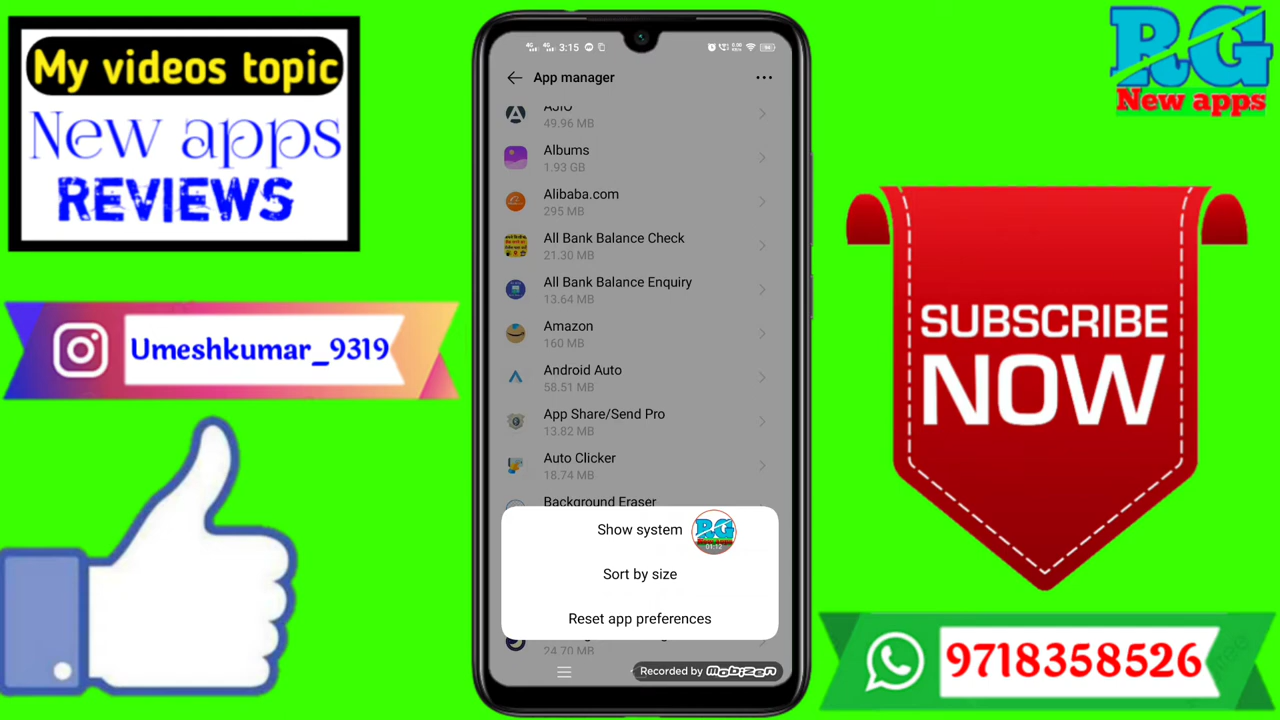 My videos topic
New apps
REVIEWS
Umeshkumar_9319
3:15
App manager
AJIO
49.96 MB
Albums
1.93 GB
Alibaba.com
295 MB
All Bank Balance Check
21.30 MB
All Bank Balance Enquiry
13.64 MB
Amazon
160 MB
Android Auto
58.51 MB
App Share/Send Pro
13.82 MB
Auto Clicker
18.74 MB
Background Eraser
Show system
RG
01:12
Sort by size
Reset app preferences
24.70 MB
Recorded by mobizen
RG
New apps
SUBSCRIBE
NOW
9718358526